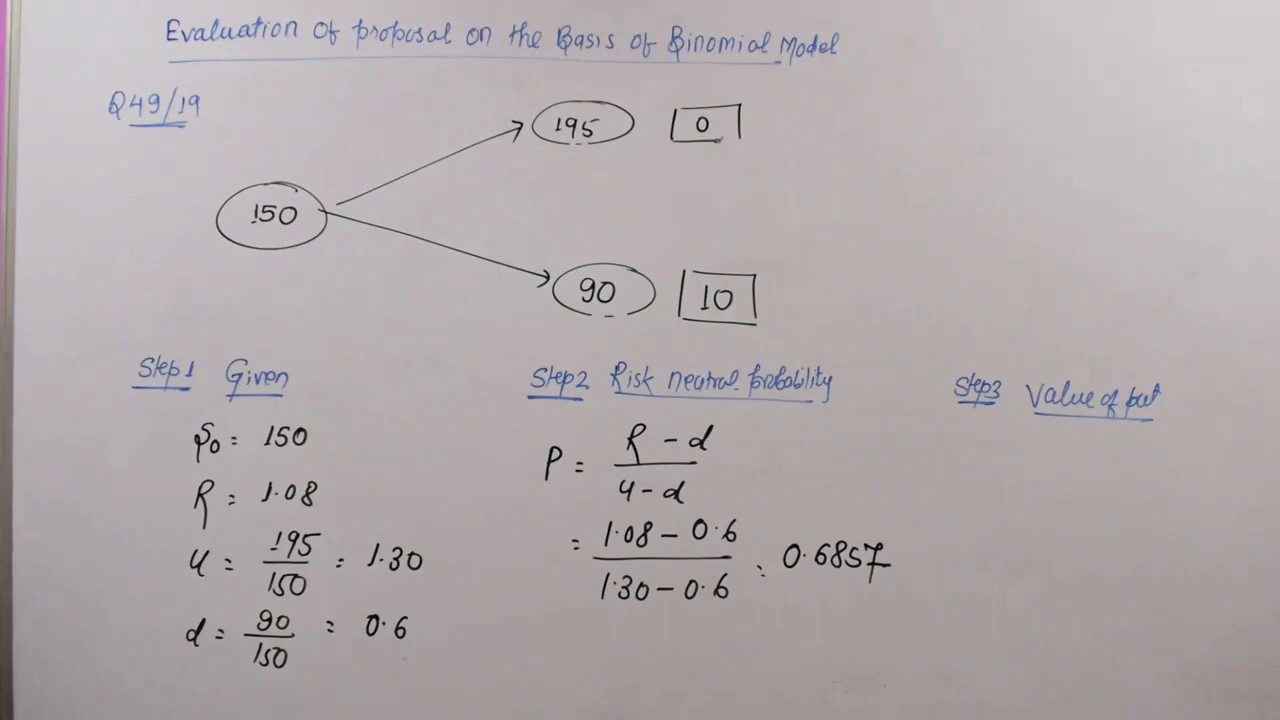 Evaluation of proposal on the Basis of Binomial Model
Q49/19
195
0
150
90
10
Step1 Given
S0 = 150
R = 1.08
u = 195/150 = 1.30
d = 90/150 = 0.6
Step2 Risk neutral probability
P = R - d / u - d
= 1.08 - 0.6 / 1.30 - 0.6 = 0.6857
Step3 Value of put